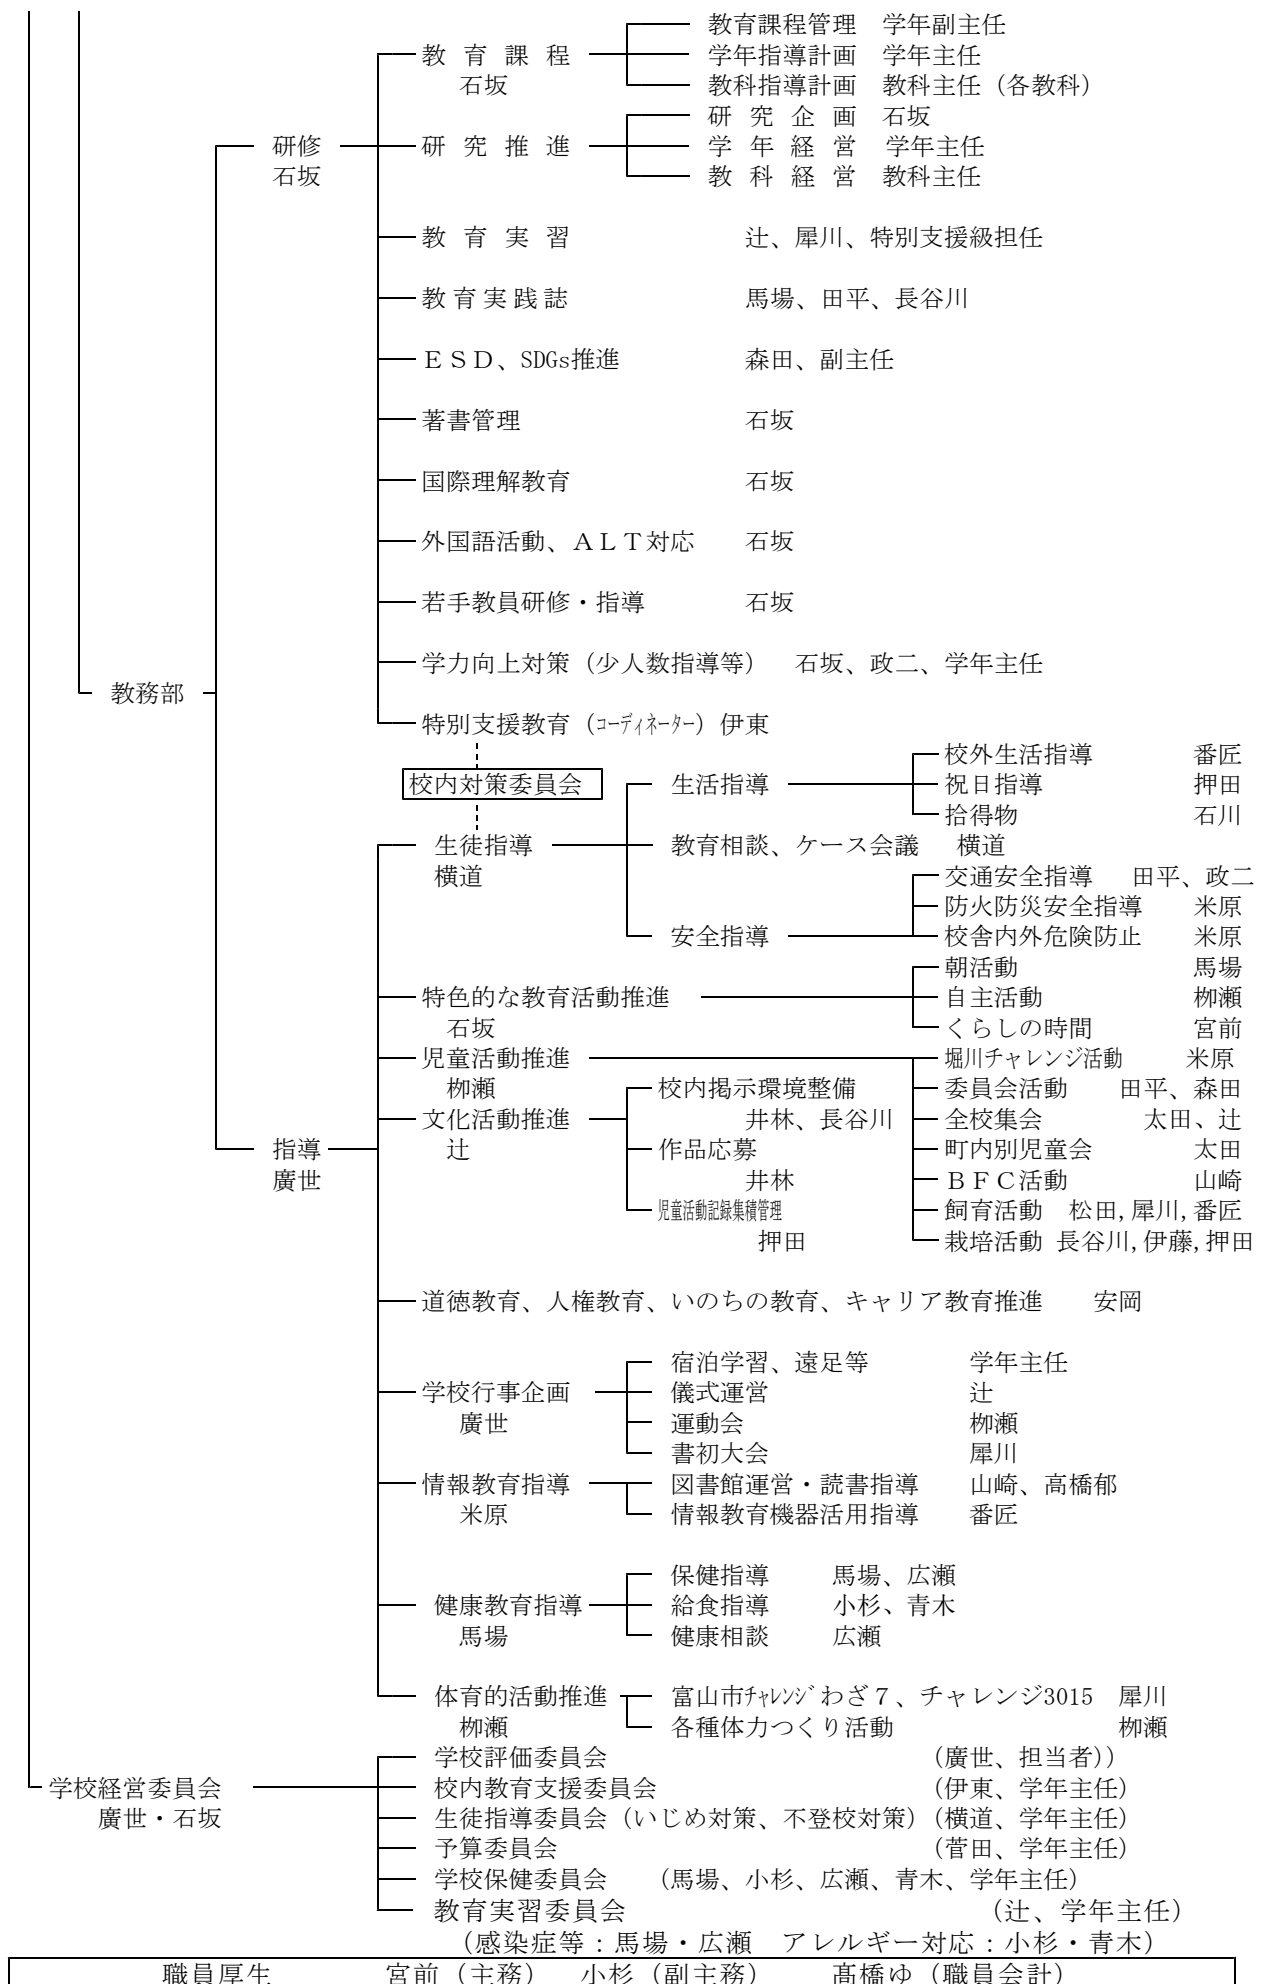 教育課程管理　学年副主任
教 育 課 程　学年指導計画　学年主任
石坂　教科指導計画　教科主任（各教科）
研 究 企 画　石坂
研修　研 究 推 進　学 年 経 営　学年主任
石坂　教 科 経 営　教科主任
教 育 実 習　辻、犀川、特別支援級担任
教育実践誌　馬場、田平、長谷川
ＥＳＤ、SDGs推進　森田、副主任
著書管理　石坂
国際理解教育　石坂
外国語活動、ＡＬＴ対応　石坂
若手教員研修・指導　石坂
学力向上対策（少人数指導等）　石坂、政二、学年主任
教務部
特別支援教育（ｺｰﾃﾞｨﾈｰﾀｰ）伊東
校外生活指導　番匠
校内対策委員会　生活指導　祝日指導　押田
拾得物　石川
生徒指導　教育相談、ケース会議　横道
横道　交通安全指導　田平、政二
防火防災安全指導　米原
安全指導　校舎内外危険防止　米原
朝活動　馬場
特色的な教育活動推進　自主活動　栁瀬
石坂　くらしの時間　宮前
児童活動推進　堀川チャレンジ活動　米原
栁瀬　校内掲示環境整備　委員会活動　田平、森田
文化活動推進　井林、長谷川　全校集会　太田、辻
指導　辻　作品応募　町内別児童会　太田
廣世　井林　ＢＦＣ活動　山崎
児童活動記録集積管理　飼育活動　松田,犀川,番匠
押田　栽培活動 長谷川,伊藤,押田
道徳教育、人権教育、いのちの教育、キャリア教育推進　安岡
宿泊学習、遠足等　学年主任
学校行事企画　儀式運営　辻
廣世　運動会　栁瀬
書初大会　犀川
情報教育指導　図書館運営・読書指導　山崎、高橋郁
米原　情報教育機器活用指導　番匠
保健指導　馬場、広瀬
健康教育指導　給食指導　小杉、青木
馬場　健康相談　広瀬
体育的活動推進　富山市ﾁｬﾚﾝｼﾞわざ７、チャレンジ3015　犀川
栁瀬　各種体力つくり活動　栁瀬
学校評価委員会　（廣世、担当者））
学校経営委員会　校内教育支援委員会　（伊東、学年主任）
廣世・石坂　生徒指導委員会（いじめ対策、不登校対策）（横道、学年主任）
予算委員会　（菅田、学年主任）
学校保健委員会　（馬場、小杉、広瀬、青木、学年主任）
教育実習委員会　（辻、学年主任）
（感染症等：馬場・広瀬　アレルギー対応：小杉・青木）
職員厚生　宮前（主務）　小杉（副主務）　髙橋ゆ（職員会計）